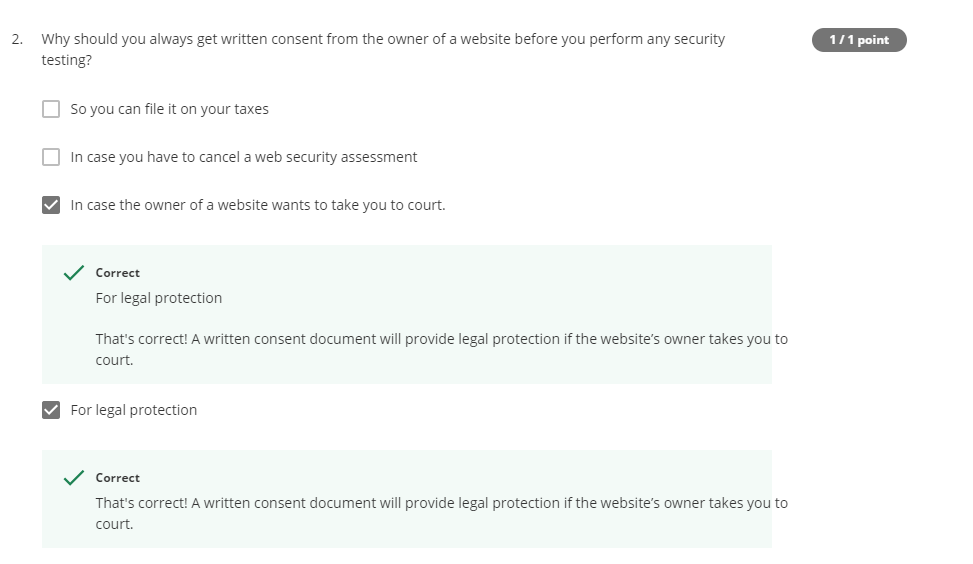 2. Why should you always get written consent from the owner of a website before you perform any security
testing?
1 / 1 point
So you can file it on your taxes
In case you have to cancel a web security assessment
In case the owner of a website wants to take you to court.
Correct
For legal protection
That's correct! A written consent document will provide legal protection if the website’s owner takes you to
court.
For legal protection
Correct
That's correct! A written consent document will provide legal protection if the website’s owner takes you to
court.